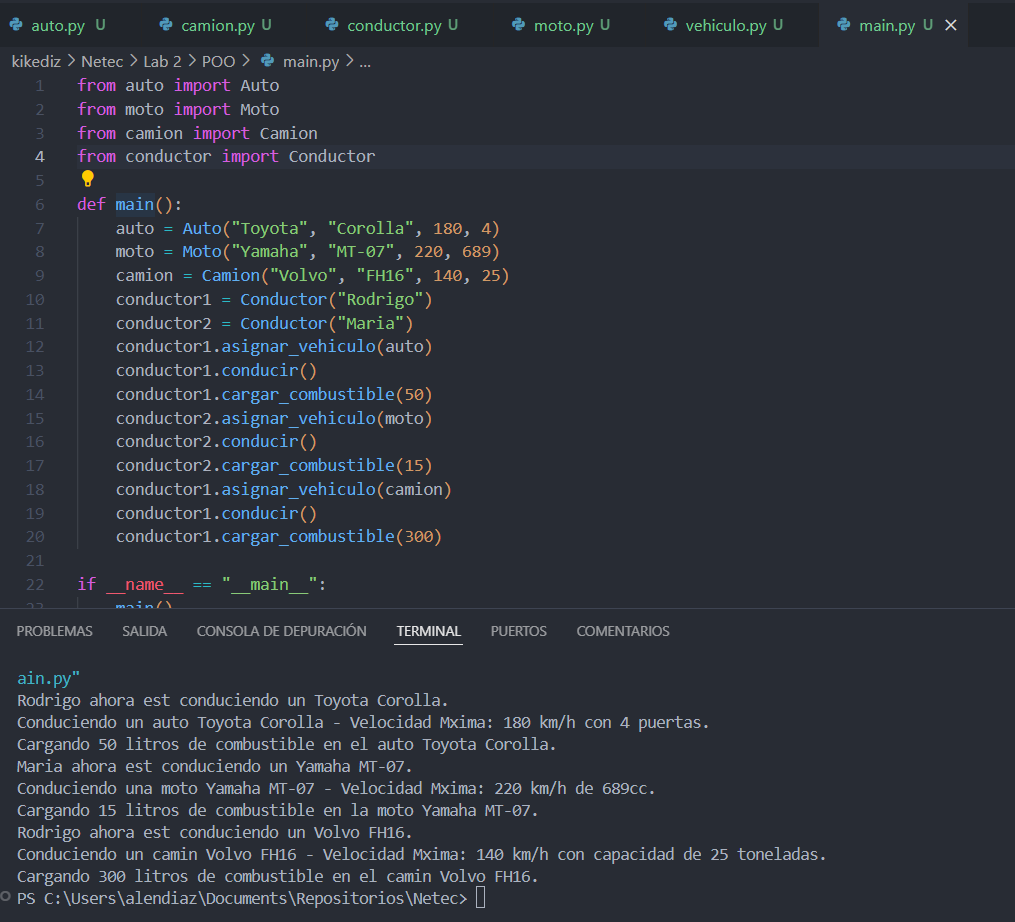 auto.py U camion.py U conductor.py U moto.py U vehiculo.py U main.py U ×
kikediz > Netec > Lab 2 > POO > main.py > ...
1 from auto import Auto
2 from moto import Moto
3 from camion import Camion
4 from conductor import Conductor
5
6 def main():
7     auto = Auto("Toyota", "Corolla", 180, 4)
8     moto = Moto("Yamaha", "MT-07", 220, 689)
9     camion = Camion("Volvo", "FH16", 140, 25)
10     conductor1 = Conductor("Rodrigo")
11     conductor2 = Conductor("Maria")
12     conductor1.asignar_vehiculo(auto)
13     conductor1.conducir()
14     conductor1.cargar_combustible(50)
15     conductor2.asignar_vehiculo(moto)
16     conductor2.conducir()
17     conductor2.cargar_combustible(15)
18     conductor1.asignar_vehiculo(camion)
19     conductor1.conducir()
20     conductor1.cargar_combustible(300)
21
22 if __name__ == "__main__":
23     main()
PROBLEMAS SALIDA CONSOLA DE DEPURACIÓN TERMINAL PUERTOS COMENTARIOS
ain.py"
Rodrigo ahora est conduciendo un Toyota Corolla.
Conduciendo un auto Toyota Corolla - Velocidad Mxima: 180 km/h con 4 puertas.
Cargando 50 litros de combustible en el auto Toyota Corolla.
Maria ahora est conduciendo un Yamaha MT-07.
Conduciendo una moto Yamaha MT-07 - Velocidad Mxima: 220 km/h de 689cc.
Cargando 15 litros de combustible en la moto Yamaha MT-07.
Rodrigo ahora est conduciendo un Volvo FH16.
Conduciendo un camin Volvo FH16 - Velocidad Mxima: 140 km/h con capacidad de 25 toneladas.
Cargando 300 litros de combustible en el camin Volvo FH16.
PS C:\Users\alendiaz\Documents\Repositorios\Netec>